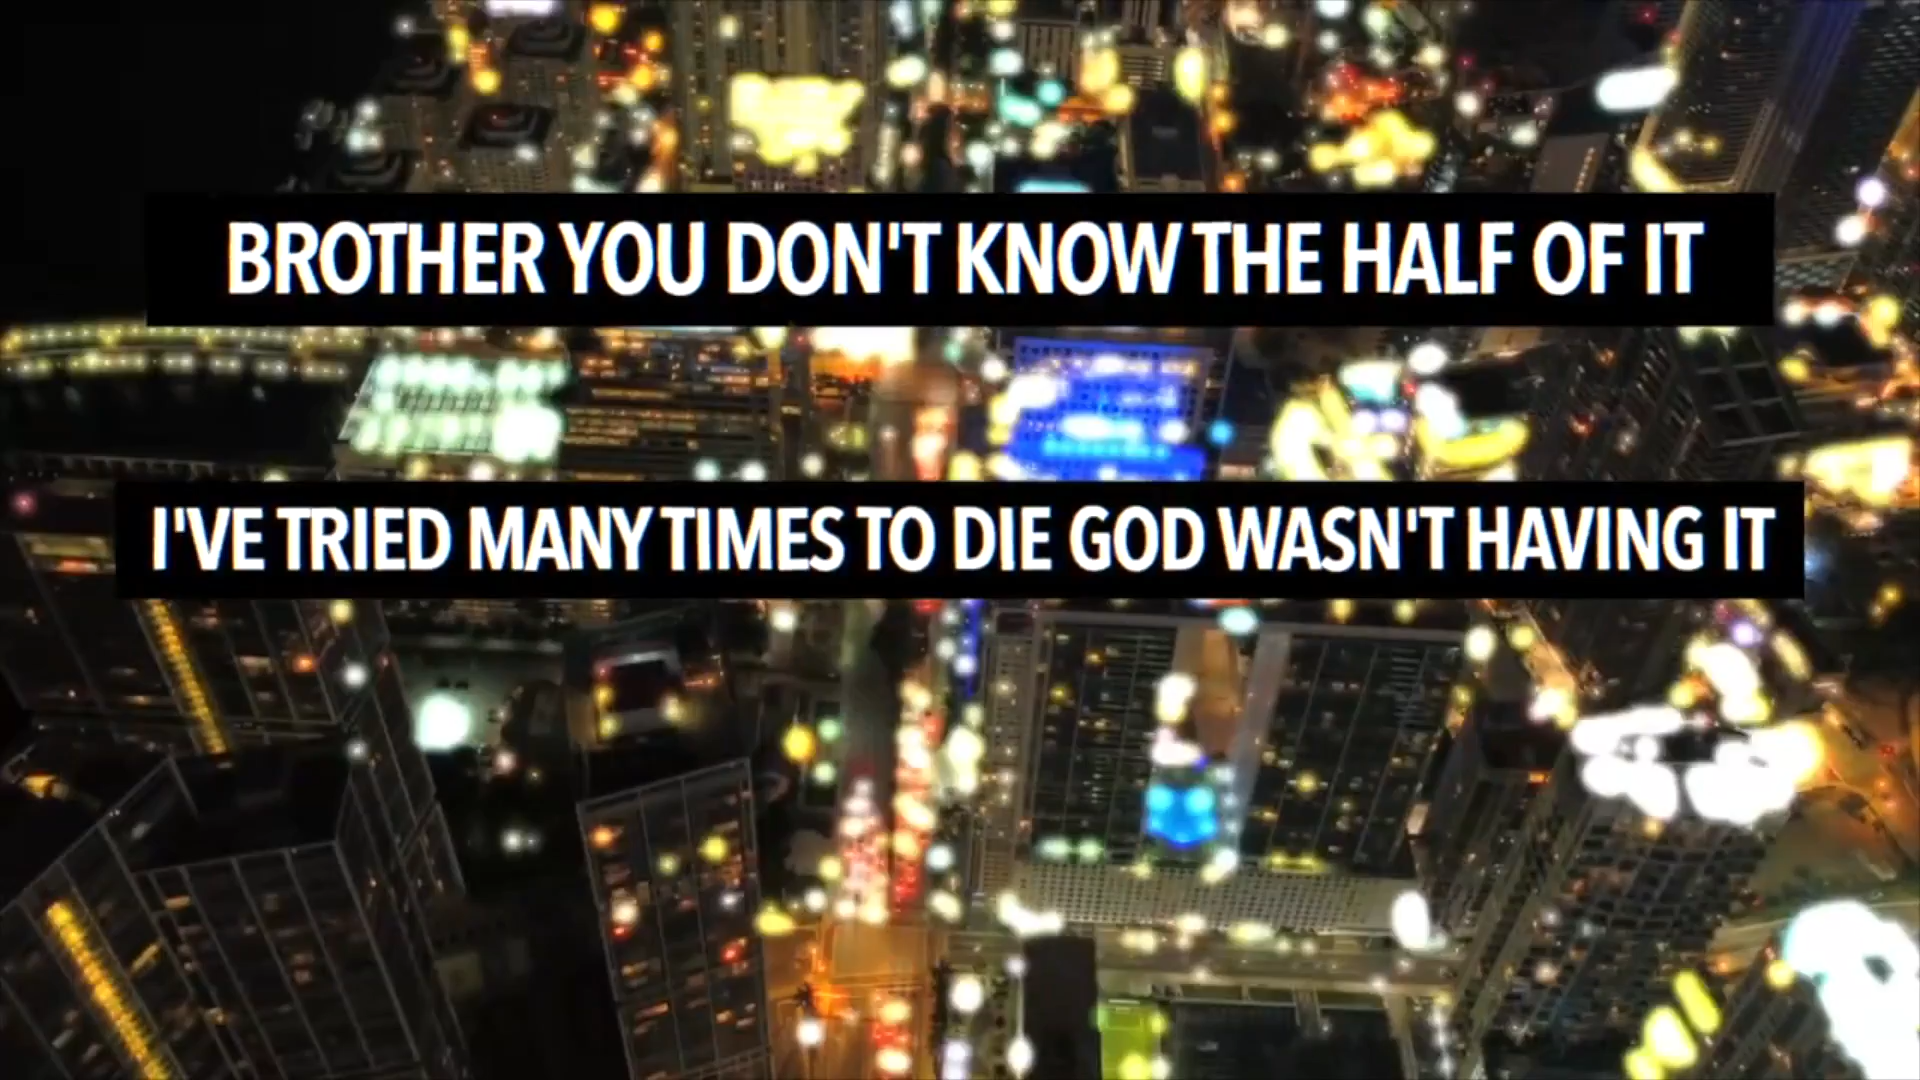 BROTHER YOU DON'T KNOW THE HALF OF IT
I'VE TRIED MANY TIMES TO DIE GOD WASN'T HAVING IT